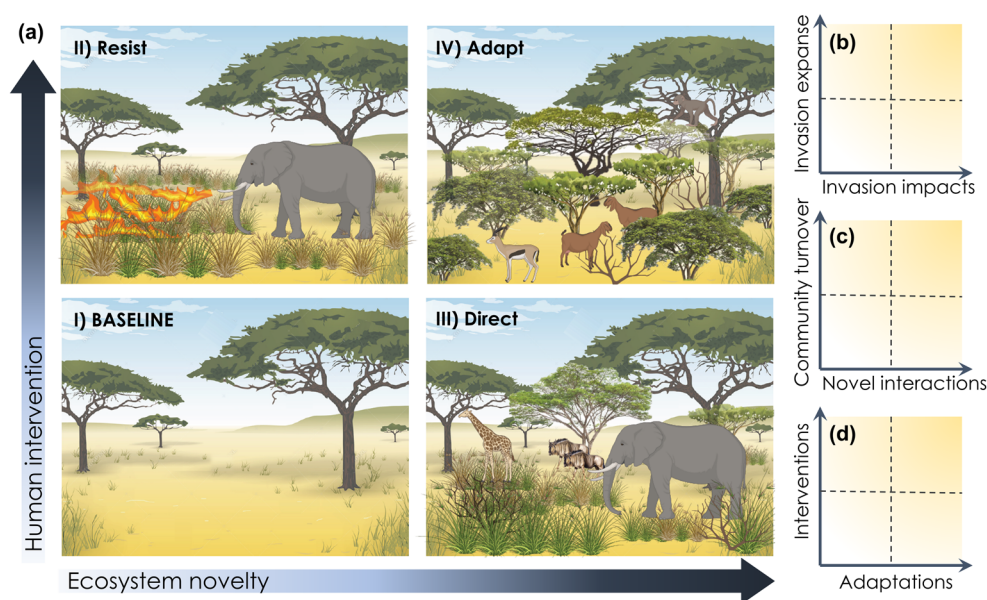 (a)
II) Resist
IV) Adapt
I) BASELINE
III) Direct
Human intervention
Ecosystem novelty
(b)
Invasion expanse
Invasion impacts
(c)
Community turnover
Novel interactions
(d)
Interventions
Adaptations